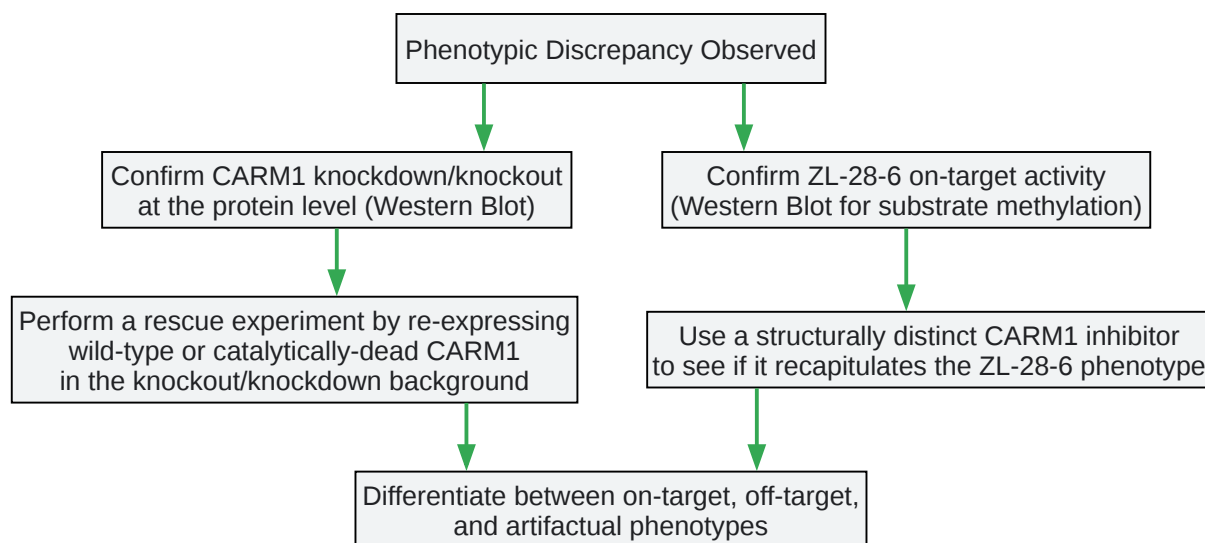 Phenotypic Discrepancy Observed
Confirm CARM1 knockdown/knockout
at the protein level (Western Blot)
Confirm ZL-28-6 on-target activity
(Western Blot for substrate methylation)
Perform a rescue experiment by re-expressing
wild-type or catalytically-dead CARM1
in the knockout/knockdown background
Use a structurally distinct CARM1 inhibitor
to see if it recapitulates the ZL-28-6 phenotype
Differentiate between on-target, off-target,
and artifactual phenotypes